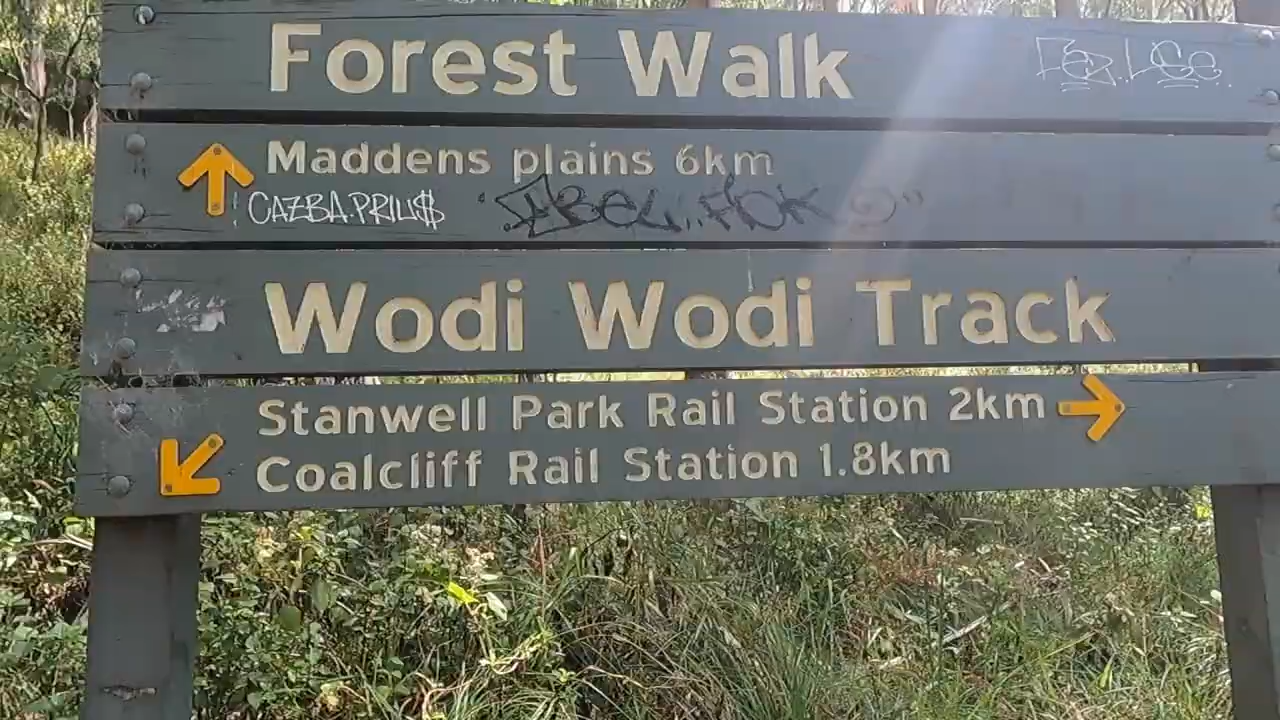 Forest Walk
Maddens plains 6km
CAZBA.PRIU$
Wodi Wodi Track
Stanwell Park Rail Station 2km
Coalcliff Rail Station 1.8km